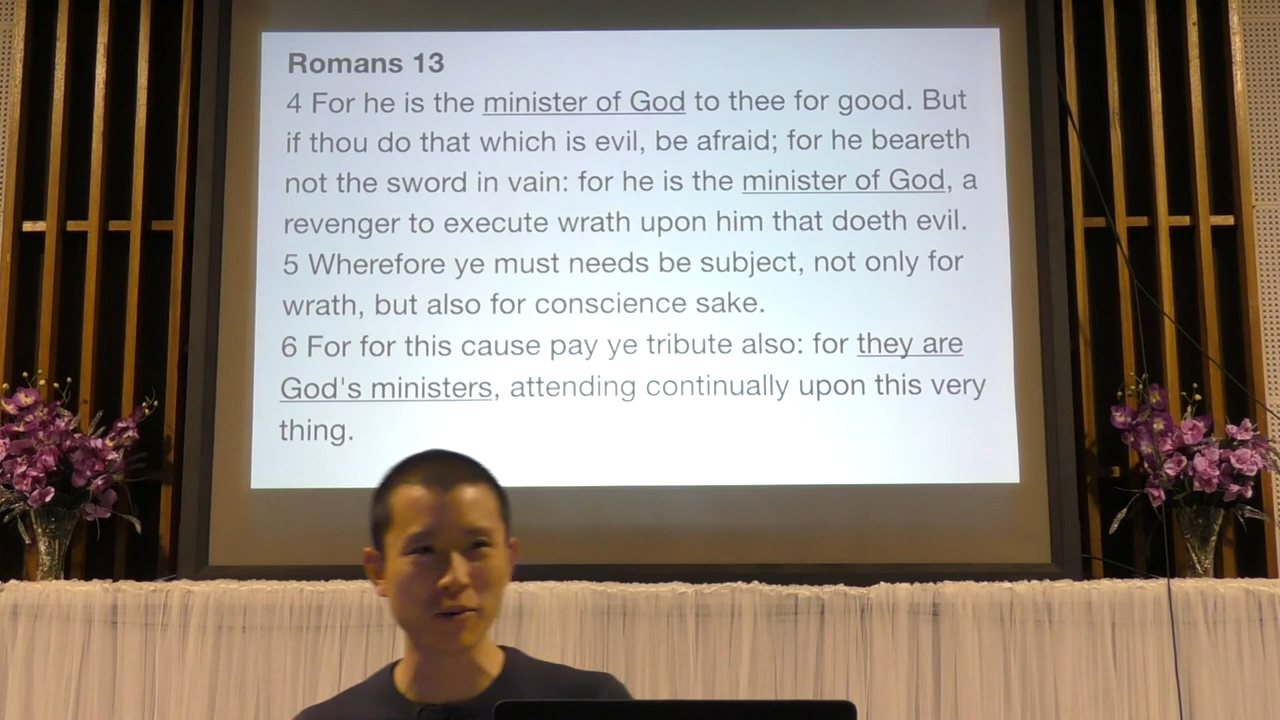 Romans 13
4 For he is the minister of God to thee for good. But
if thou do that which is evil, be afraid; for he beareth
not the sword in vain: for he is the minister of God, a
revenger to execute wrath upon him that doeth evil.
5 Wherefore ye must needs be subject, not only for
wrath, but also for conscience sake.
6 For for this cause pay ye tribute also: for they are
God's ministers, attending continually upon this very
thing.